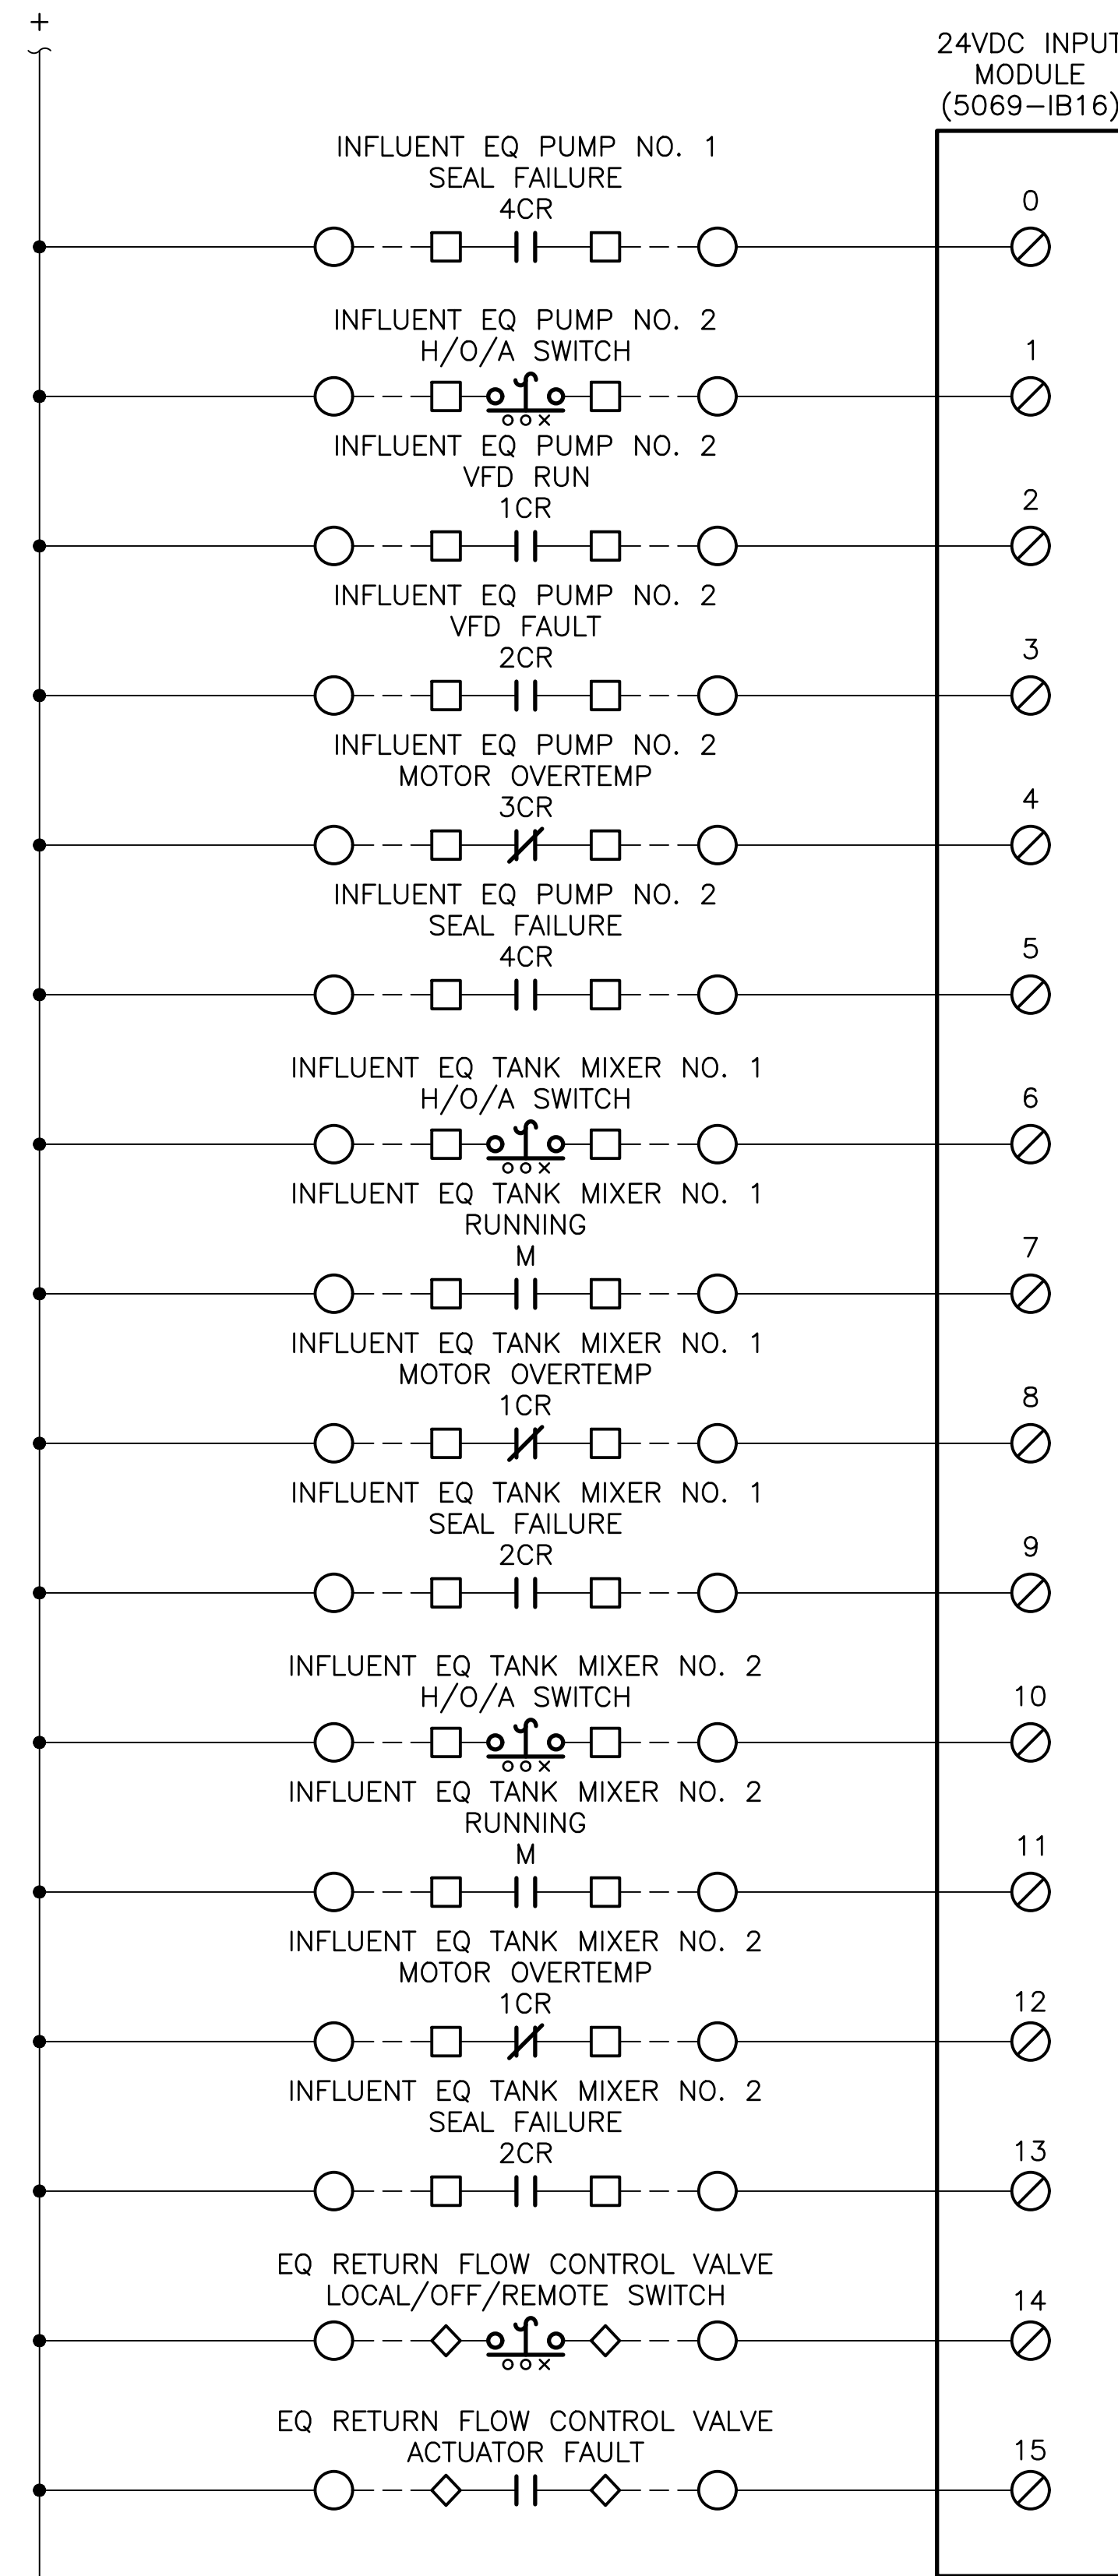 +
24VDC INPUT
MODULE
(5069-IB16)
INFLUENT EQ PUMP NO. 1
SEAL FAILURE
4CR
0
INFLUENT EQ PUMP NO. 2
H/O/A SWITCH
1
OOX
INFLUENT EQ PUMP NO. 2
VFD RUN
1CR
2
INFLUENT EQ PUMP NO. 2
VFD FAULT
2CR
3
INFLUENT EQ PUMP NO. 2
MOTOR OVERTEMP
3CR
4
INFLUENT EQ PUMP NO. 2
SEAL FAILURE
4CR
5
INFLUENT EQ TANK MIXER NO. 1
H/O/A SWITCH
6
OOX
INFLUENT EQ TANK MIXER NO. 1
RUNNING
M
7
INFLUENT EQ TANK MIXER NO. 1
MOTOR OVERTEMP
1CR
8
INFLUENT EQ TANK MIXER NO. 1
SEAL FAILURE
2CR
9
INFLUENT EQ TANK MIXER NO. 2
H/O/A SWITCH
10
OOX
INFLUENT EQ TANK MIXER NO. 2
RUNNING
M
11
INFLUENT EQ TANK MIXER NO. 2
MOTOR OVERTEMP
1CR
12
INFLUENT EQ TANK MIXER NO. 2
SEAL FAILURE
2CR
13
EQ RETURN FLOW CONTROL VALVE
LOCAL/OFF/REMOTE SWITCH
14
OOX
EQ RETURN FLOW CONTROL VALVE
ACTUATOR FAULT
15